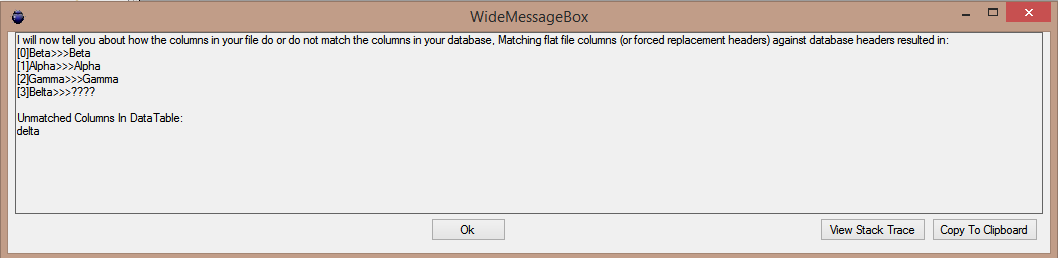 WideMessageBox
I will now tell you about how the columns in your file do or do not match the columns in your database, Matching flat file columns (or forced replacement headers) against database headers resulted in:
[0]Beta>>>Beta
[1]Alpha>>>Alpha
[2]Gamma>>>Gamma
[3]Belta>>>????
Unmatched Columns In DataTable:
delta
Ok View Stack Trace Copy To Clipboard